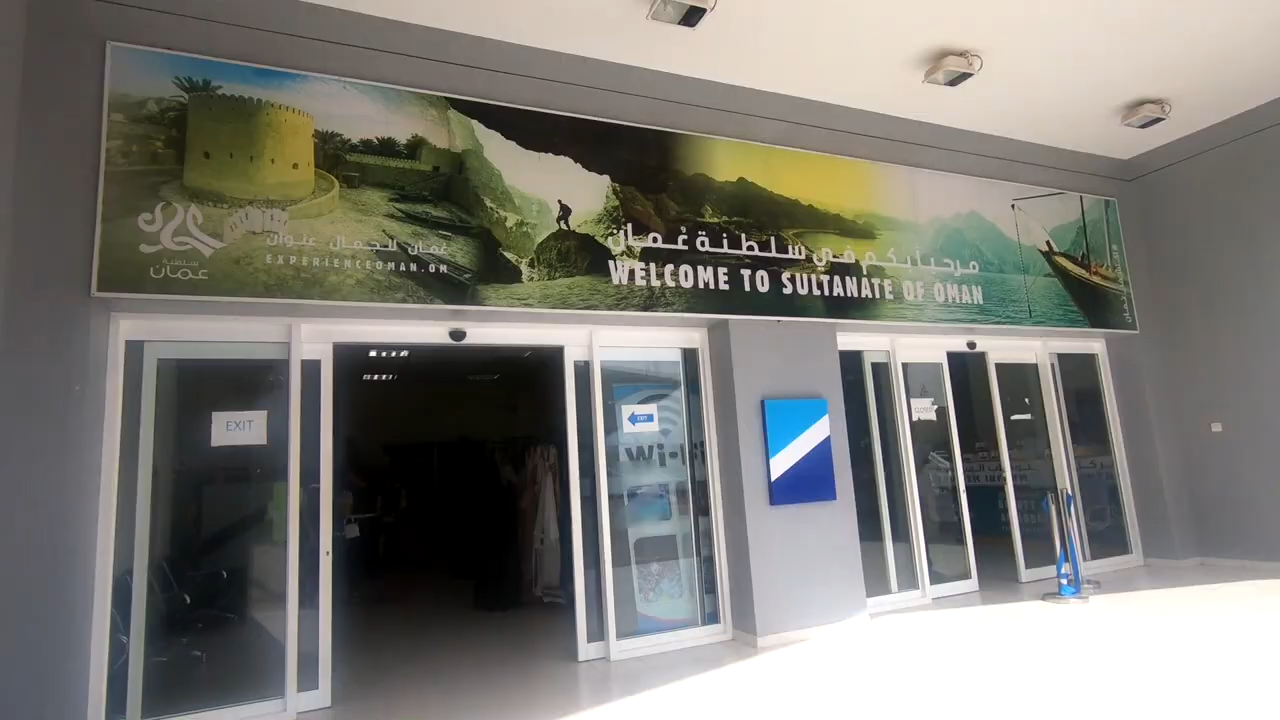 سلطنة
عمان
عُمان للجمال عنوان
EXPERIENCEOMAN.OM
مرحباً بكم في سلطنة عُمان
WELCOME TO SULTANATE OF OMAN
EXIT
EXIT
Wi-Fi
CLOSED